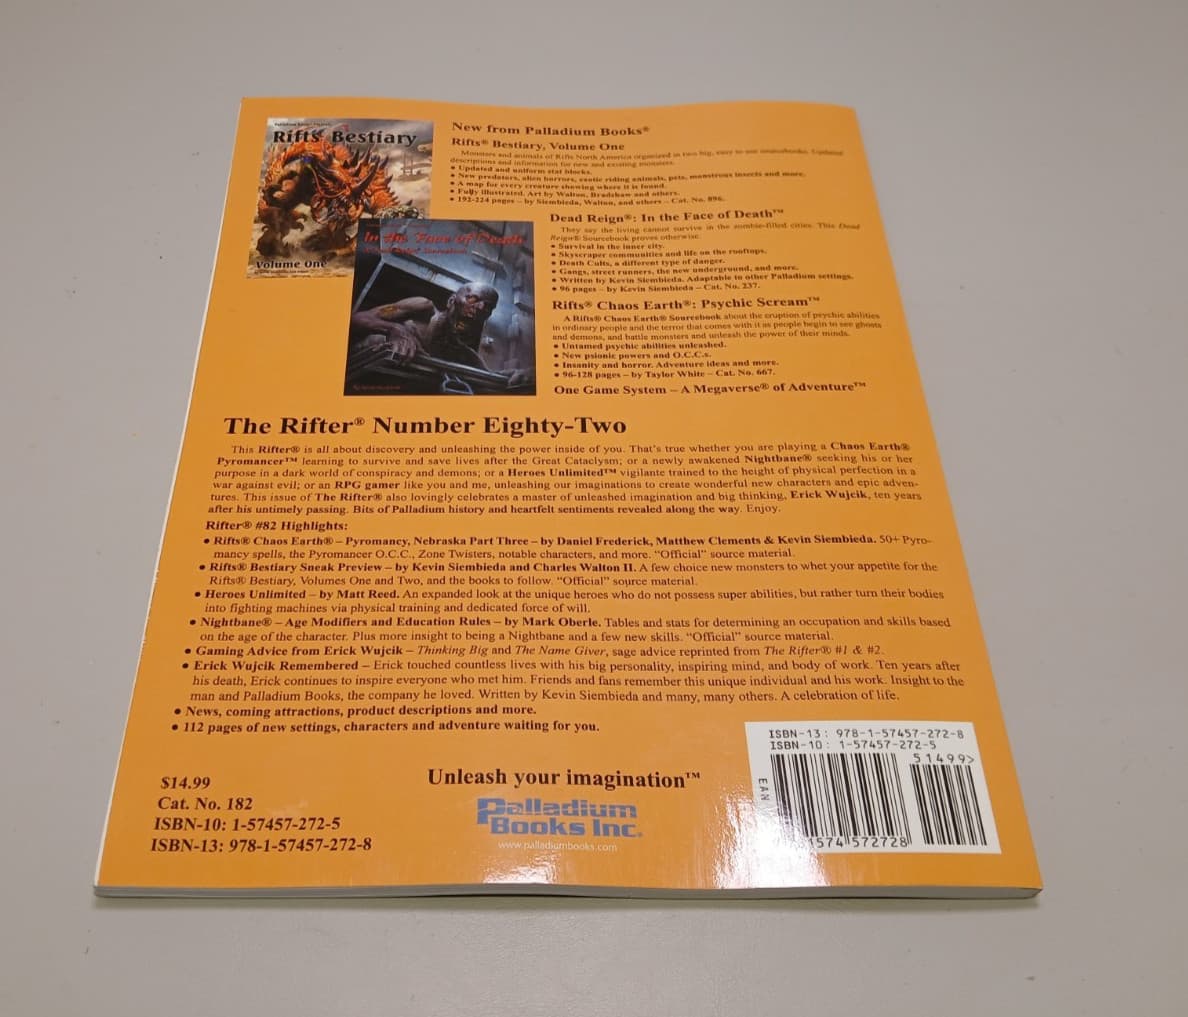 Rifts® Bestiary
Volume One
In the Face of Death
New from Palladium Books®
Rifts® Bestiary, Volume One
Monsters and animals of Rifts North America organized in two big, easy to use sourcebooks. Updated
descriptions and information for new and existing monsters.
• Updated and uniform stat blocks.
• New predators, alien horrors, exotic riding animals, pets, monstrous insects and more.
• A map for every creature showing where it is found.
• Fully illustrated. Art by Walton, Bradshaw and others.
• 192-224 pages – by Siembieda, Walton, and others – Cat. No. 896.
Dead Reign®: In the Face of Death™
They say the living cannot survive in the zombie-filled cities. This Dead
Reign® Sourcebook proves otherwise.
• Survival in the inner city.
• Skyscraper communities and life on the rooftops.
• Death Cults, a different type of danger.
• Gangs, street runners, the new underground, and more.
• Written by Kevin Siembieda. Adaptable to other Palladium settings.
• 96 pages – by Kevin Siembieda – Cat. No. 237.
Rifts® Chaos Earth®: Psychic Scream™
A Rifts® Chaos Earth® Sourcebook about the eruption of psychic abilities
in ordinary people and the terror that comes with it as people begin to see ghosts
and demons, and battle monsters and unleash the power of their minds.
• Untamed psychic abilities unleashed.
• New psionic powers and O.C.C.s.
• Insanity and horror. Adventure ideas and more.
• 96-128 pages – by Taylor White – Cat. No. 667.
One Game System – A Megaverse® of Adventure™
The Rifter® Number Eighty-Two
This Rifter® is all about discovery and unleashing the power inside of you. That's true whether you are playing a Chaos Earth®
Pyromancer™ learning to survive and save lives after the Great Cataclysm; or a newly awakened Nightbane® seeking his or her
purpose in a dark world of conspiracy and demons; or a Heroes Unlimited™ vigilante trained to the height of physical perfection in a
war against evil; or an RPG gamer like you and me, unleashing our imaginations to create wonderful new characters and epic adven-
tures. This issue of The Rifter® also lovingly celebrates a master of unleashed imagination and big thinking, Erick Wujcik, ten years
after his untimely passing. Bits of Palladium history and heartfelt sentiments revealed along the way. Enjoy.
Rifter® #82 Highlights:
• Rifts® Chaos Earth® – Pyromancy, Nebraska Part Three – by Daniel Frederick, Matthew Clements & Kevin Siembieda. 50+ Pyro-
mancy spells, the Pyromancer O.C.C., Zone Twisters, notable characters, and more. "Official" source material.
• Rifts® Bestiary Sneak Preview – by Kevin Siembieda and Charles Walton II. A few choice new monsters to whet your appetite for the
Rifts® Bestiary, Volumes One and Two, and the books to follow. "Official" source material.
• Heroes Unlimited – by Matt Reed. An expanded look at the unique heroes who do not possess super abilities, but rather turn their bodies
into fighting machines via physical training and dedicated force of will.
• Nightbane® – Age Modifiers and Education Rules – by Mark Oberle. Tables and stats for determining an occupation and skills based
on the age of the character. Plus more insight to being a Nightbane and a few new skills. "Official" source material.
• Gaming Advice from Erick Wujcik – Thinking Big and The Name Giver, sage advice reprinted from The Rifter® #1 & #2.
• Erick Wujcik Remembered – Erick touched countless lives with his big personality, inspiring mind, and body of work. Ten years after
his death, Erick continues to inspire everyone who met him. Friends and fans remember this unique individual and his work. Insight to the
man and Palladium Books, the company he loved. Written by Kevin Siembieda and many, many others. A celebration of life.
• News, coming attractions, product descriptions and more.
• 112 pages of new settings, characters and adventure waiting for you.
$14.99
Cat. No. 182
ISBN-10: 1-57457-272-5
ISBN-13: 978-1-57457-272-8
Unleash your imagination™
Palladium
Books Inc.
www.palladiumbooks.com
ISBN-13: 978-1-57457-272-8
ISBN-10: 1-57457-272-5
51499>
EAN
574 572728